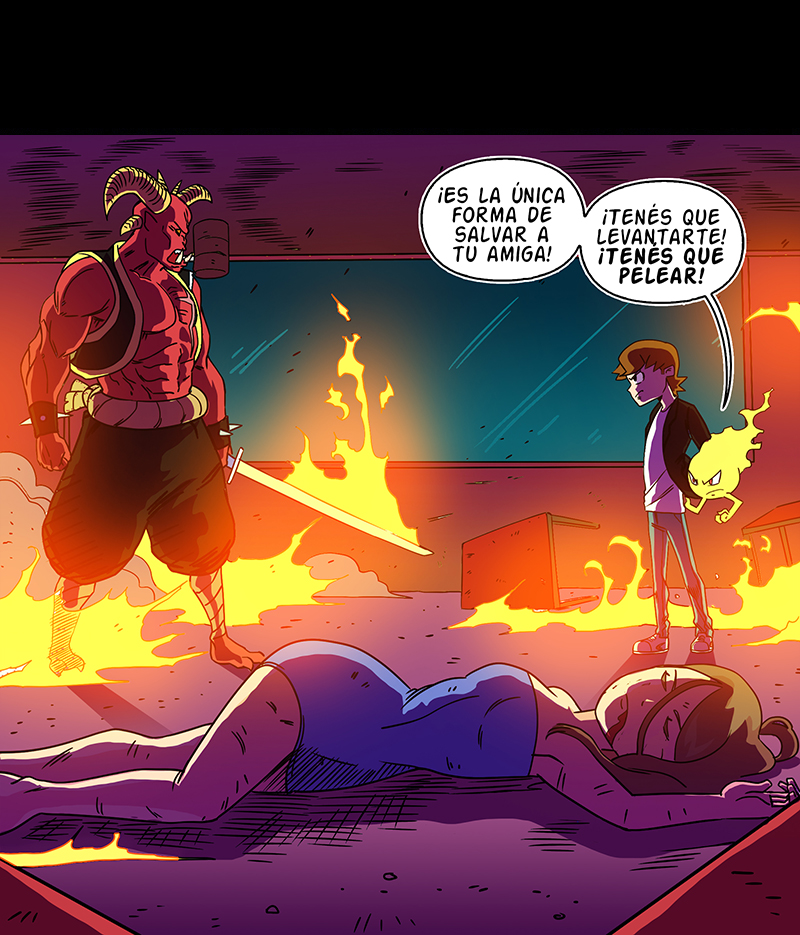 ¡ES LA ÚNICA
FORMA DE
SALVAR A
TU AMIGA!
¡TENÉS QUE
LEVANTARTE!
¡TENÉS QUE
PELEAR!